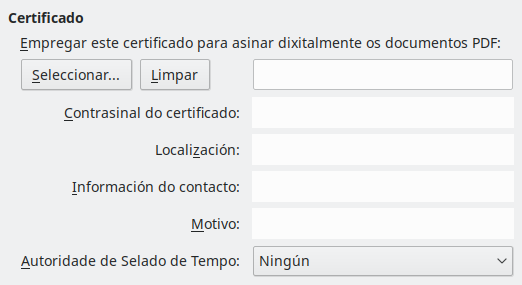 Certificado
Empregar este certificado para asinar dixitalmente os documentos PDF:
Seleccionar... Limpar
Contrasinal do certificado:
Localización:
Información do contacto:
Motivo:
Autoridade de Selado de Tempo: Ningún